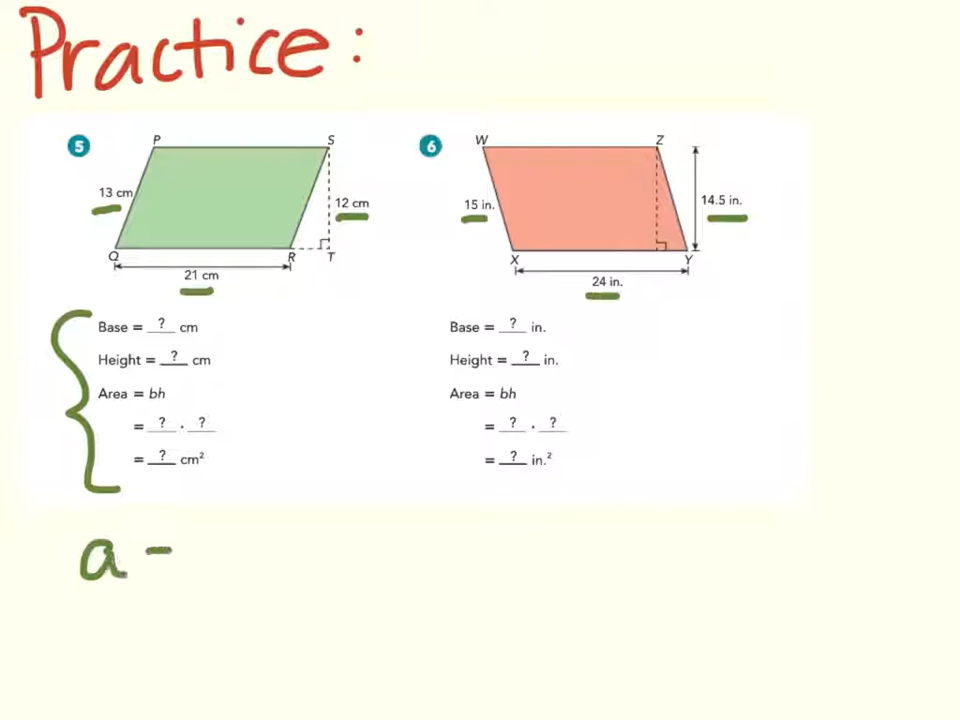 Practice:
5 P S 6 W Z
13 cm 12 cm 15 in. 14.5 in.
Q R T X Y
21 cm 24 in.
Base = ? cm Base = ? in.
Height = ? cm Height = ? in.
Area = bh Area = bh
= ? · ? = ? · ?
= ? cm² = ? in.²
a -